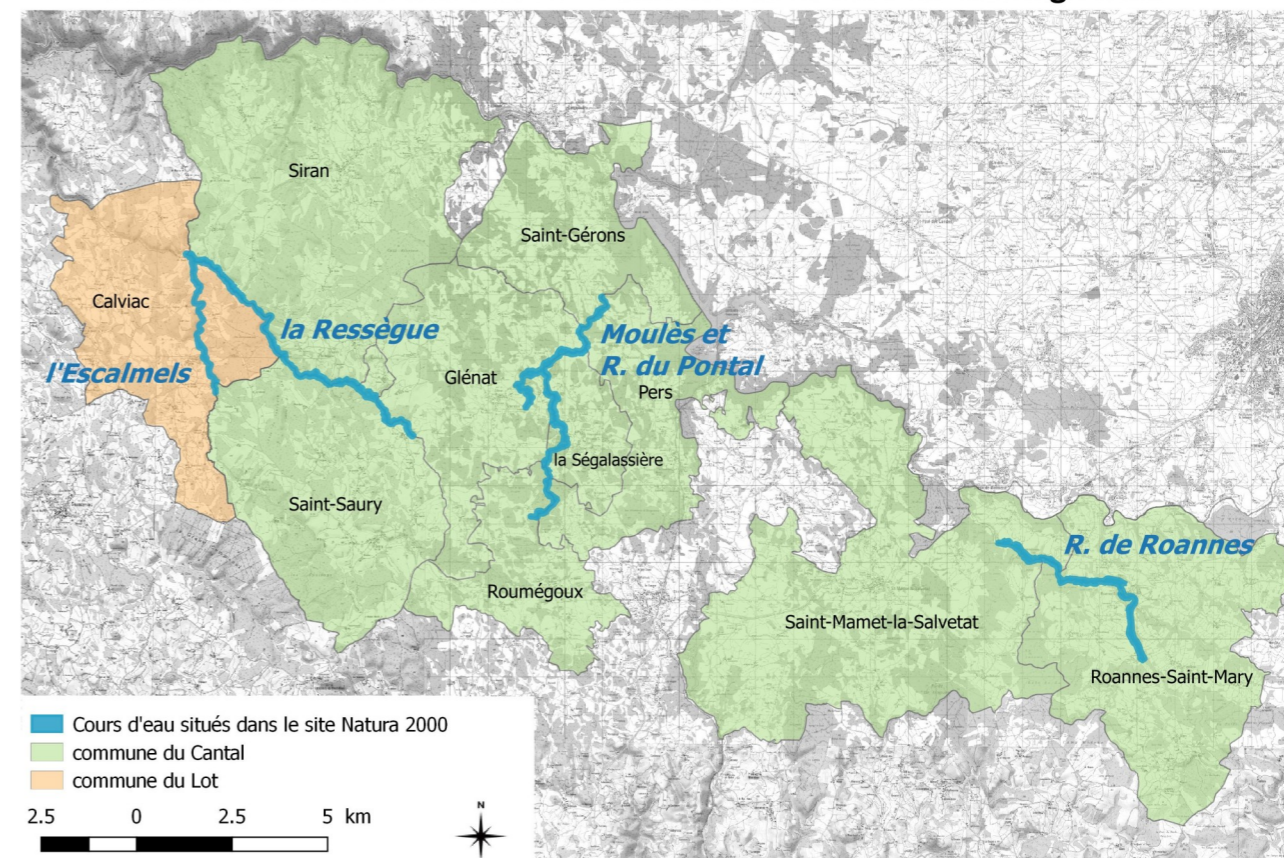 Siran
Saint-Gérons
Calviac
la Ressègue
Moulès et
R. du Pontal
l'Escalmels
Glénat
Pers
la Ségalassière
Saint-Saury
R. de Roannes
Roumégoux
Saint-Mamet-la-Salvetat
Roannes-Saint-Mary
Cours d'eau situés dans le site Natura 2000
commune du Cantal
commune du Lot
2.5 0 2.5 5 km
N